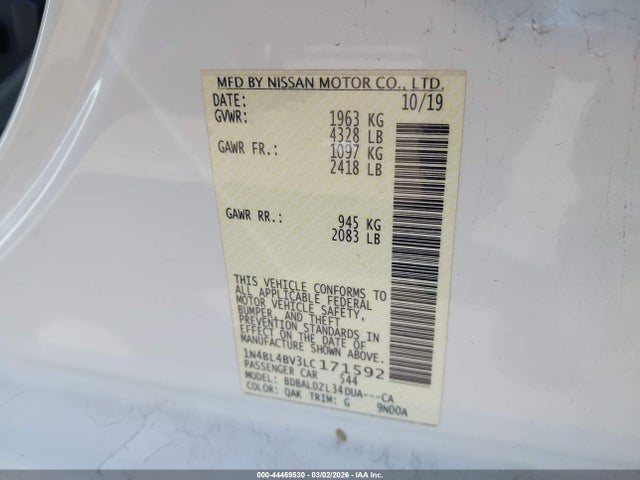 MFD BY NISSAN MOTOR CO., LTD.
DATE: 10/19
GVWR: 1963 KG
4328 LB
GAWR FR.: 1097 KG
2418 LB
GAWR RR.: 945 KG
2083 LB
THIS VEHICLE CONFORMS TO
ALL APPLICABLE FEDERAL
MOTOR VEHICLE SAFETY,
BUMPER, AND THEFT
PREVENTION STANDARDS IN
EFFECT ON THE DATE OF
MANUFACTURE SHOWN ABOVE.
1N4BL4BV3LC171592
PASSENGER CAR 544
MODEL: BDBALDZL34DUA---CA
COLOR: QAK TRIM: G 9N00A
000-44469530 - 03/02/2026 - iaai.com